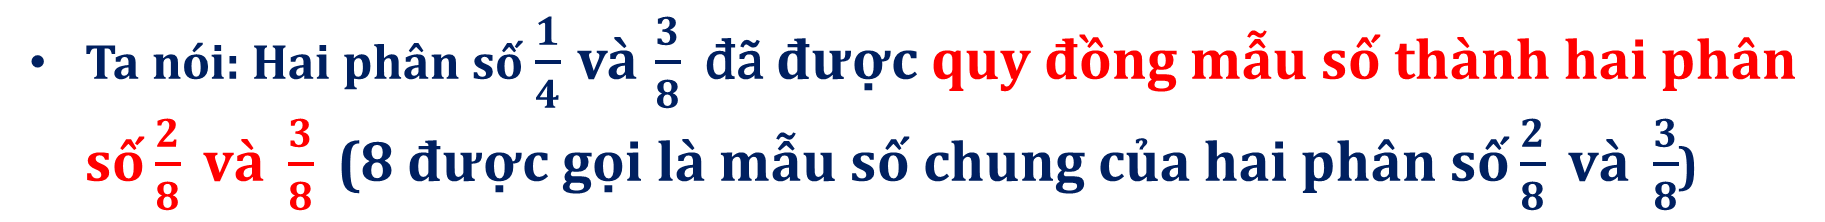 • Ta nói: Hai phân số 1/4 và 3/8 đã được quy đồng mẫu số thành hai phân
số 2/8 và 3/8 (8 được gọi là mẫu số chung của hai phân số 2/8 và 3/8)